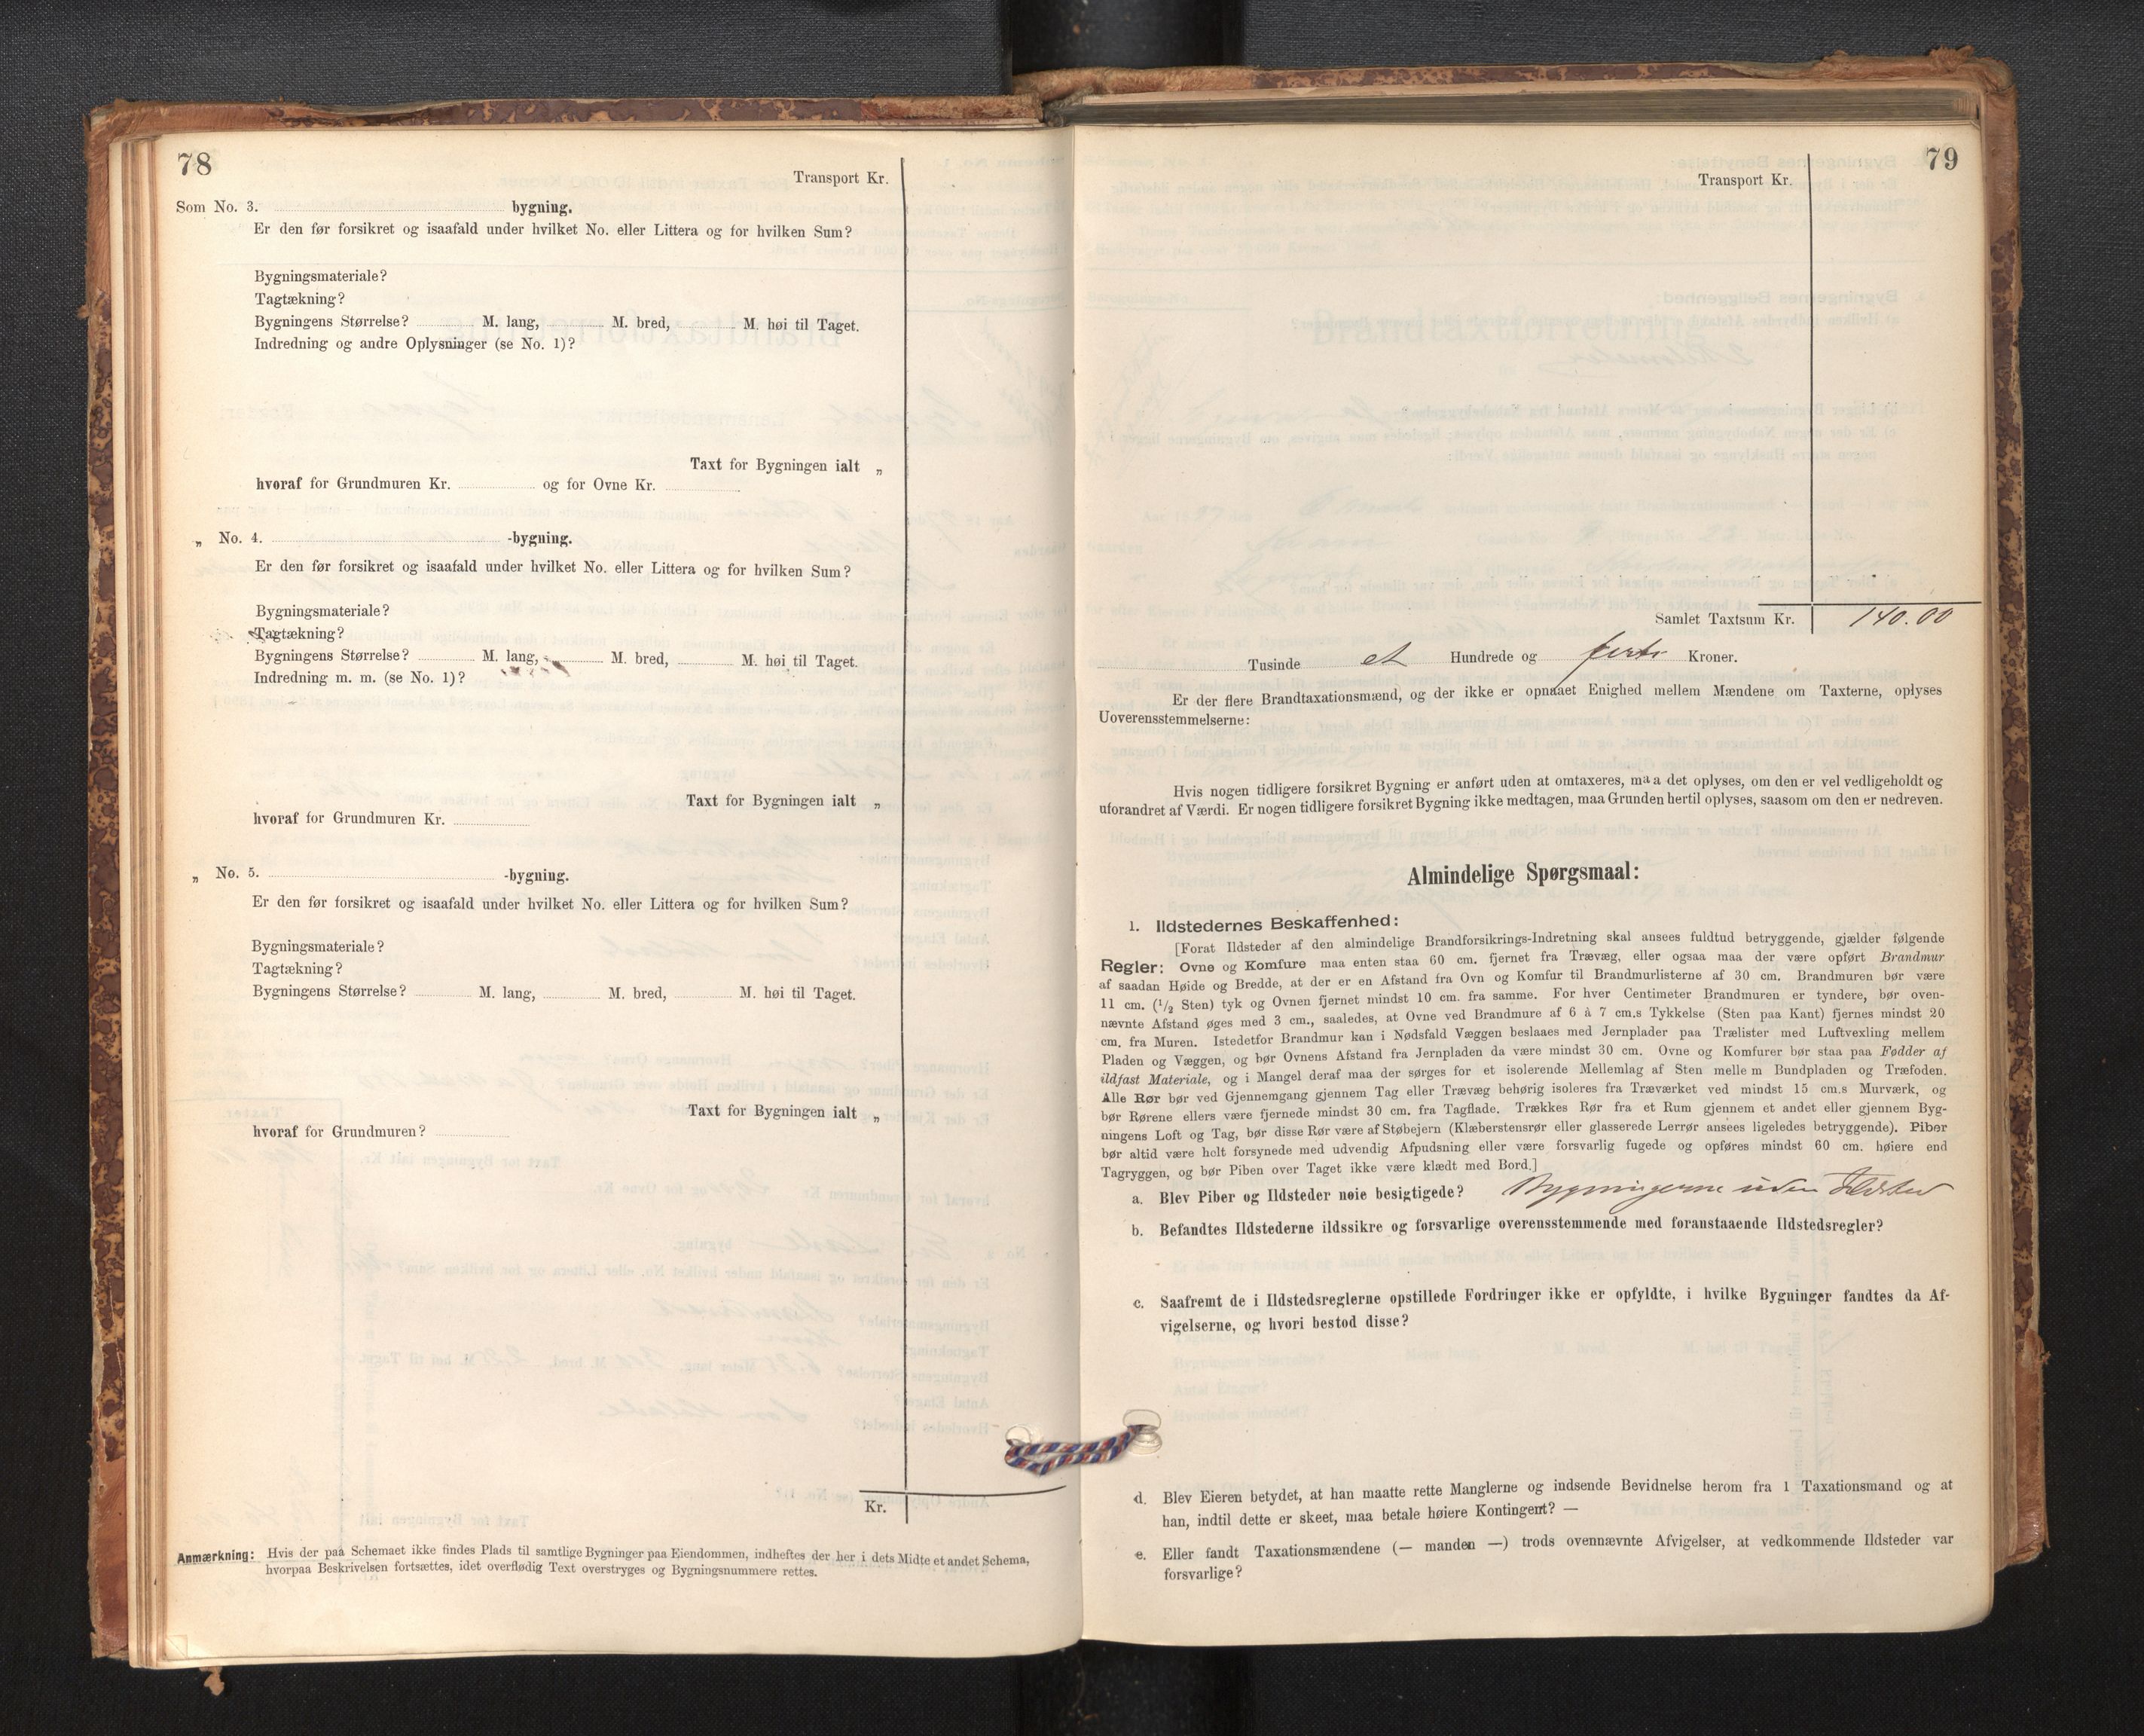 78
Transport Kr.
Som No. 3. bygning.
Er den før forsikret og isaafald under hvilket No. eller Littera og for hvilken Sum?
Bygningsmateriale?
Tagtækning?
Bygningens Størrelse? M. lang, M. bred, M. høi til Taget.
Indredning og andre Oplysninger (se No. 1)?
Taxt for Bygningen ialt „
hvoraf for Grundmuren Kr. og for Ovne Kr.
„ No. 4. -bygning.
Er den før forsikret og isaafald under hvilket No. eller Littera og for hvilken Sum?
Bygningsmateriale?
Tagtækning?
Bygningens Størrelse? M. lang, M. bred, M. høi til Taget.
Indredning m. m. (se No. 1)?
Taxt for Bygningen ialt „
hvoraf for Grundmuren Kr.
„ No. 5. -bygning.
Er den før forsikret og isaafald under hvilket No. eller Littera og for hvilken Sum?
Bygningsmateriale?
Tagtækning?
Bygningens Størrelse? M. lang, M. bred, M. høi til Taget.
Taxt for Bygningen ialt „
hvoraf for Grundmuren?
Kr.
Anmærkning: Hvis der paa Schemaet ikke findes Plads til samtlige Bygninger paa Eiendommen, indheftes der her i dets Midte et andet Schema,
hvorpaa Beskrivelsen fortsættes, idet overflødig Text overstryges og Bygningsnummere rettes.
79
Transport Kr.
Samlet Taxtsum Kr. 140.00
Tusinde et Hundrede og førti Kroner.
Er der flere Brandtaxationsmænd, og der ikke er opnaaet Enighed mellem Mændene om Taxterne, oplyses
Uoverensstemmelserne:
Hvis nogen tidligere forsikret Bygning er anført uden at omtaxeres, maa det oplyses, om den er vel vedligeholdt og
uforandret af Værdi. Er nogen tidligere forsikret Bygning ikke medtagen, maa Grunden hertil oplyses, saasom om den er nedreven.
Almindelige Spørgsmaal:
1. Ildstedernes Beskaffenhed:
[Forat Ildsteder af den almindelige Brandforsikrings-Indretning skal ansees fuldtud betryggende, gjælder følgende
Regler: Ovne og Komfure maa enten staa 60 cm. fjernet fra Trævæg, eller ogsaa maa der være opført Brandmur
af saadan Høide og Bredde, at der er en Afstand fra Ovn og Komfur til Brandmurlisterne af 30 cm. Brandmuren bør være
11 cm. (1/2 Sten) tyk og Ovnen fjernet mindst 10 cm. fra samme. For hver Centimeter Brandmuren er tyndere, bør oven-
nævnte Afstand øges med 3 cm., saaledes, at Ovne ved Brandmure af 6 à 7 cm.s Tykkelse (Sten paa Kant) fjernes mindst 20
cm. fra Muren. Istedetfor Brandmur kan i Nødsfald Væggen beslaaes med Jernplader paa Trælister med Luftvexling mellem
Pladen og Væggen, og bør Ovnens Afstand fra Jernpladen da være mindst 30 cm. Ovne og Komfurer bør staa paa Fødder af
ildfast Materiale, og i Mangel deraf maa der sørges for et isolerende Mellemlag af Sten mellem Bundpladen og Træfoden.
Alle Rør bør ved Gjennemgang gjennem Tag eller Trævæg behørig isoleres fra Træværket ved mindst 15 cm.s Murværk, og
bør Rørene ellers være fjernede mindst 30 cm. fra Tagflade. Trækkes Rør fra et Rum gjennem et andet eller gjennem Byg-
ningens Loft og Tag, bør disse Rør være af Støbejern (Klæberstensrør eller glasserede Lerrør ansees ligeledes betryggende). Piber
bør altid være helt forsynede med udvendig Afpudsning eller være forsvarlig fugede og opføres mindst 60 cm. høiere end
Tagryggen, og bør Piben over Taget ikke være klædt med Bord.]
a. Blev Piber og Ildsteder nøie besigtigede? Bygningerne uden Ildsted
b. Befandtes Ildstederne ildssikre og forsvarlige overensstemmende med foranstaaende Ildstedsregler?
c. Saafremt de i Ildstedsreglerne opstillede Fordringer ikke er opfyldte, i hvilke Bygninger fandtes da Af-
vigelserne, og hvori bestod disse?
d. Blev Eieren betydet, at han maatte rette Manglerne og indsende Bevidnelse herom fra 1 Taxationsmand og at
han, indtil dette er skeet, maa betale høiere Kontingent? —
e. Eller fandt Taxationsmændene (— manden —) trods ovennævnte Afvigelser, at vedkommende Ildsteder var
forsvarlige?